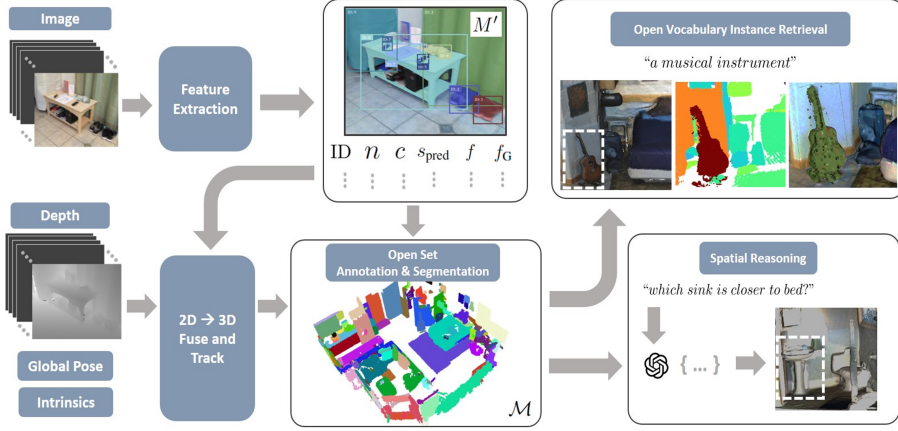 Image
Feature
Extraction
M′
ID n c s_pred f f_G
Open Vocabulary Instance Retrieval
“a musical instrument”
Depth
Global Pose
Intrinsics
2D → 3D
Fuse and
Track
Open Set
Annotation & Segmentation
M
Spatial Reasoning
“which sink is closer to bed?”
{ ... }